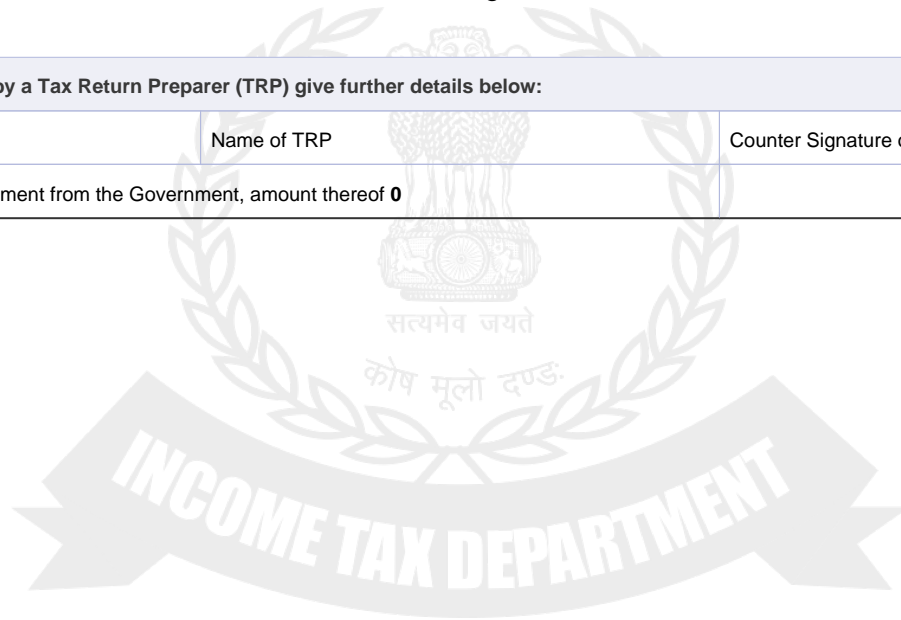 by a Tax Return Preparer (TRP) give further details below:
Name of TRP
Counter Signature
ment from the Government, amount thereof 0
सत्यमेव जयते
कोष मूलो दण्डः
INCOME TAX DEPARTMENT